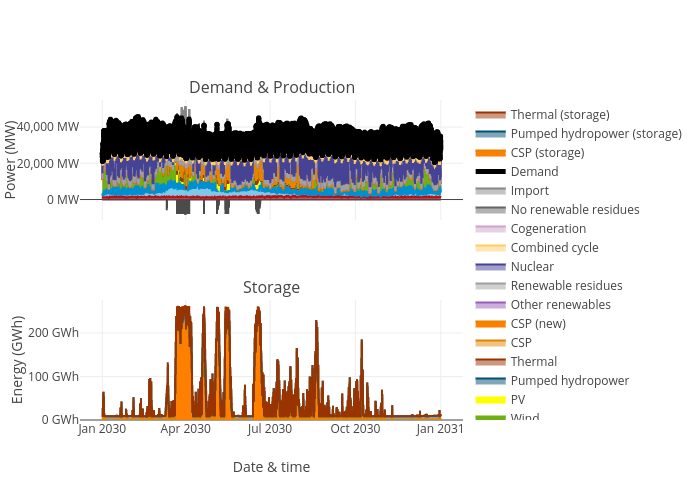 Demand & Production
Power (MW)
40,000 MW
20,000 MW
0 MW
Storage
Energy (GWh)
200 GWh
100 GWh
0 GWh
Jan 2030
Apr 2030
Jul 2030
Oct 2030
Jan 2031
Date & time
Thermal (storage)
Pumped hydropower (storage)
CSP (storage)
Demand
Import
No renewable residues
Cogeneration
Combined cycle
Nuclear
Renewable residues
Other renewables
CSP (new)
CSP
Thermal
Pumped hydropower
PV
Wind